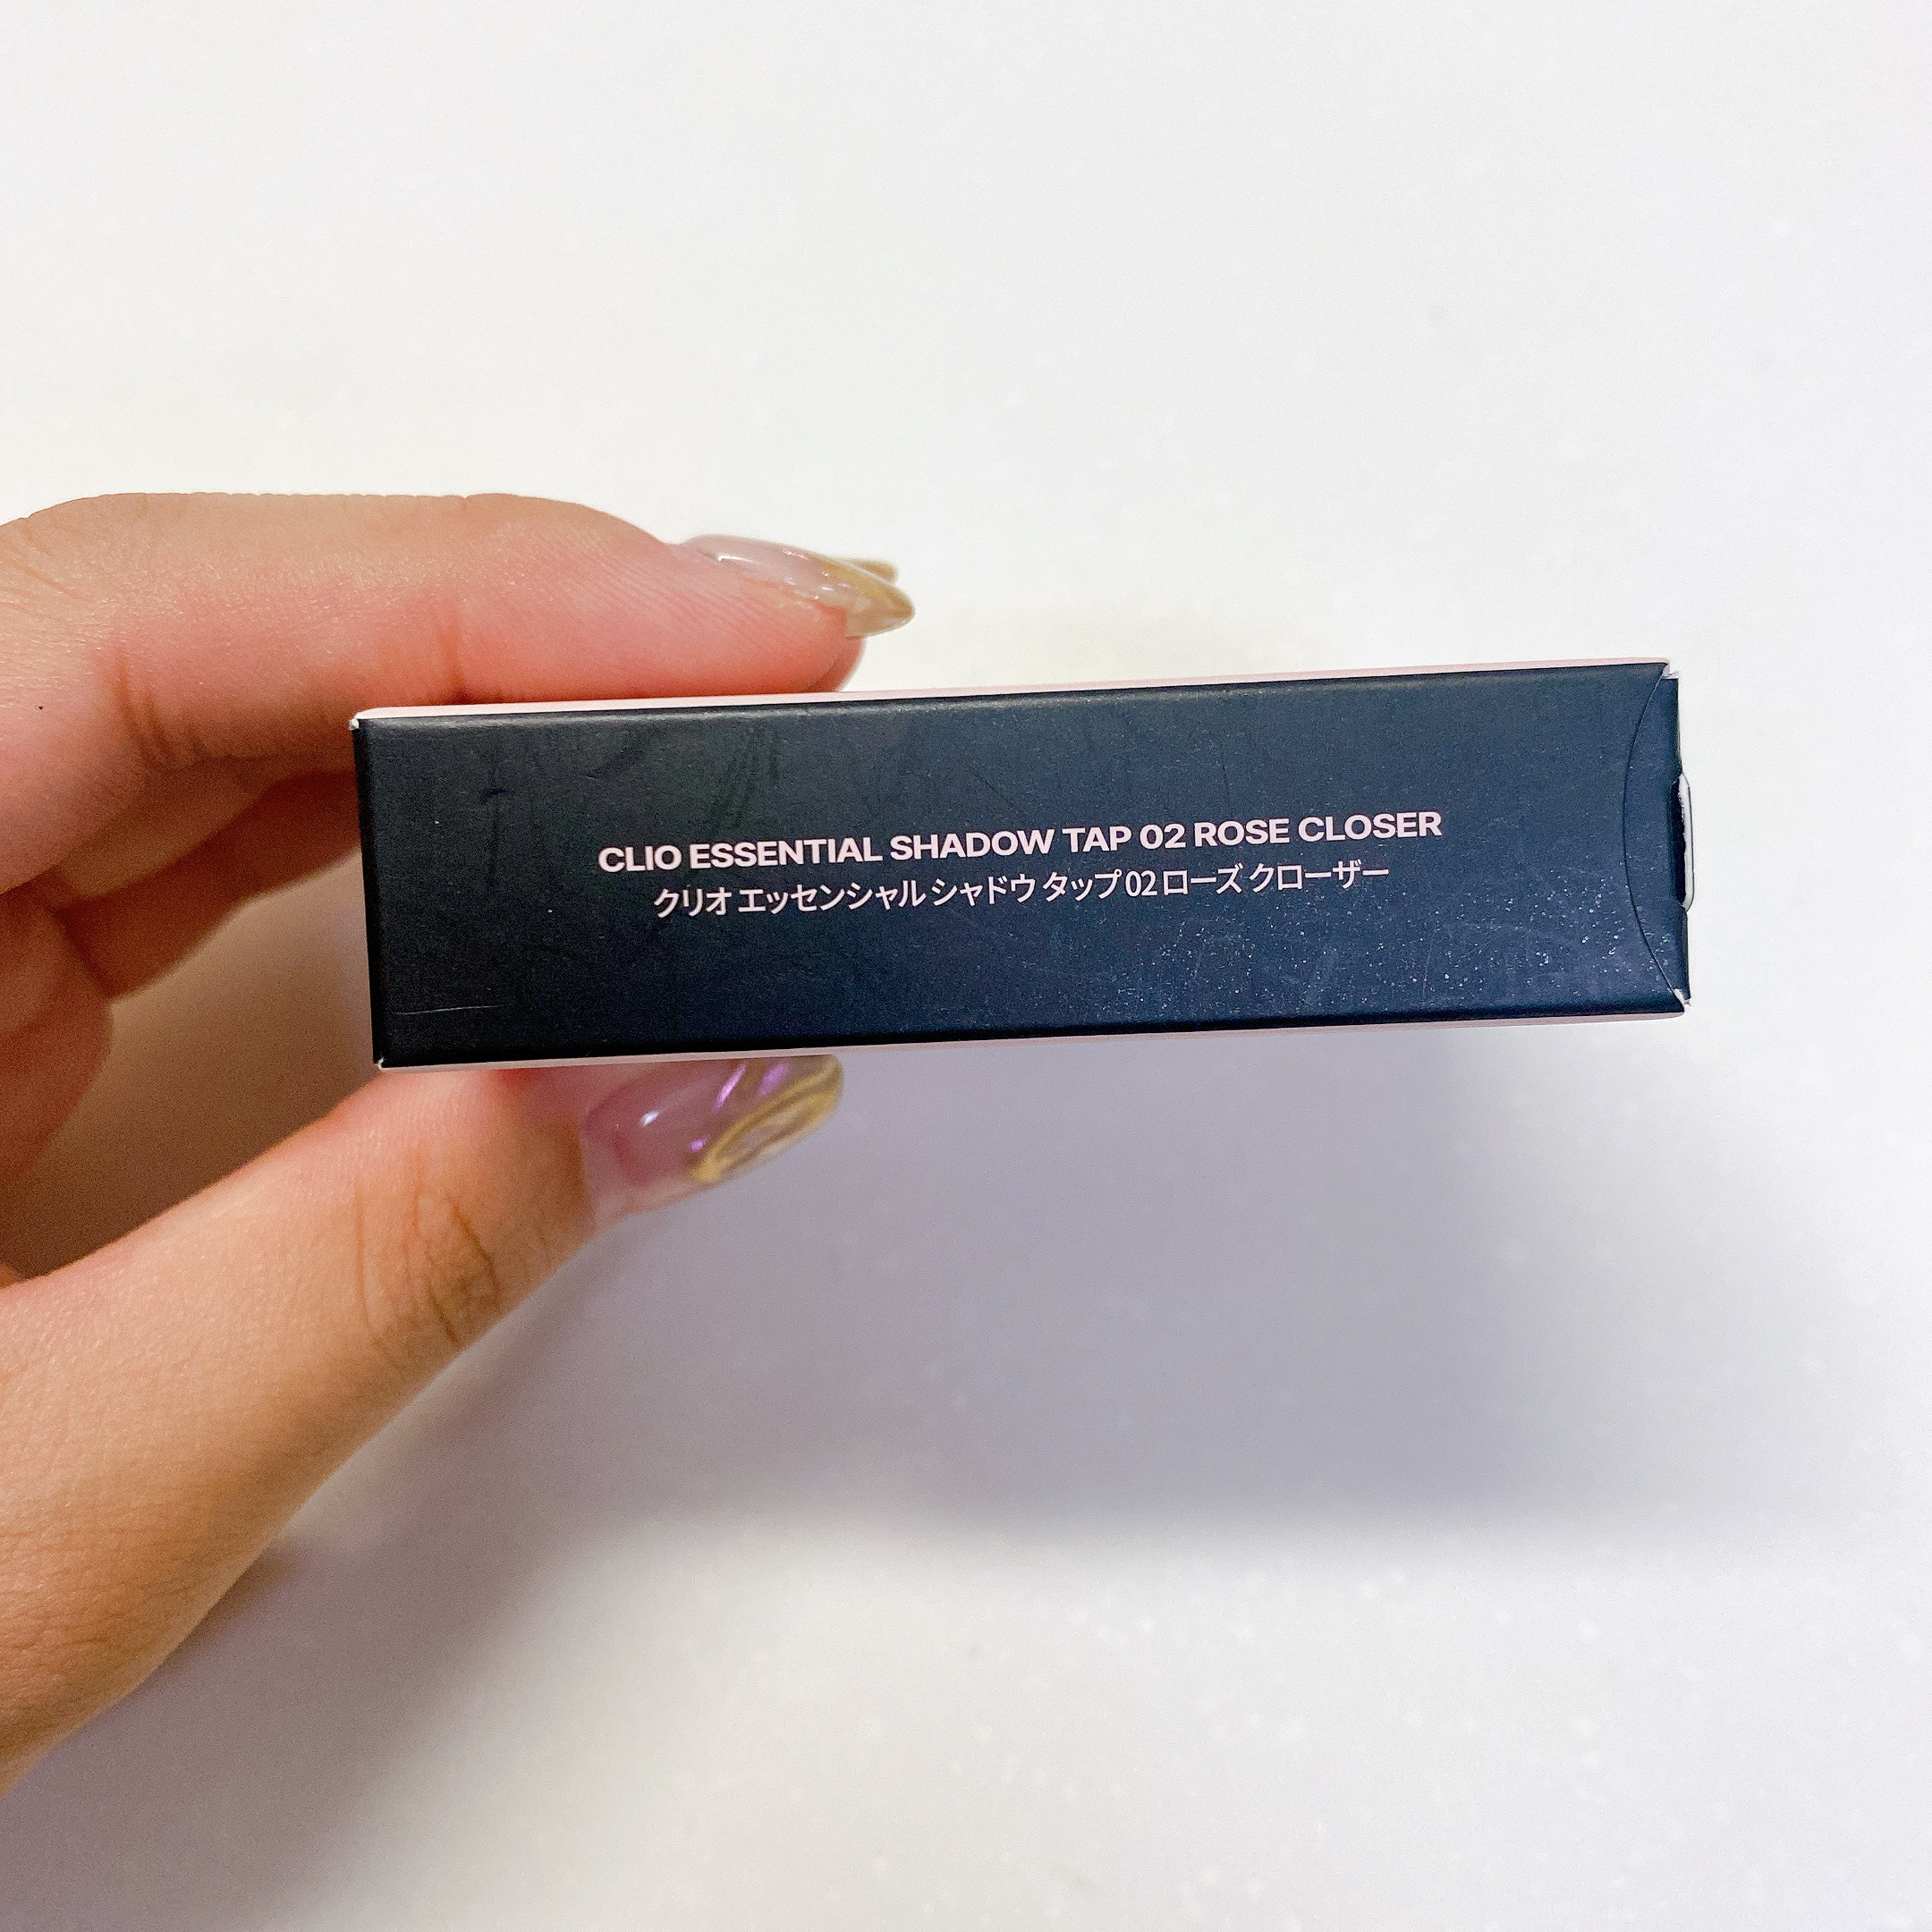 CLIO ESSENTIAL SHADOW TAP 02 ROSE CLOSER
クリオ エッセンシャル シャドウ タップ 02 ローズ クローザー